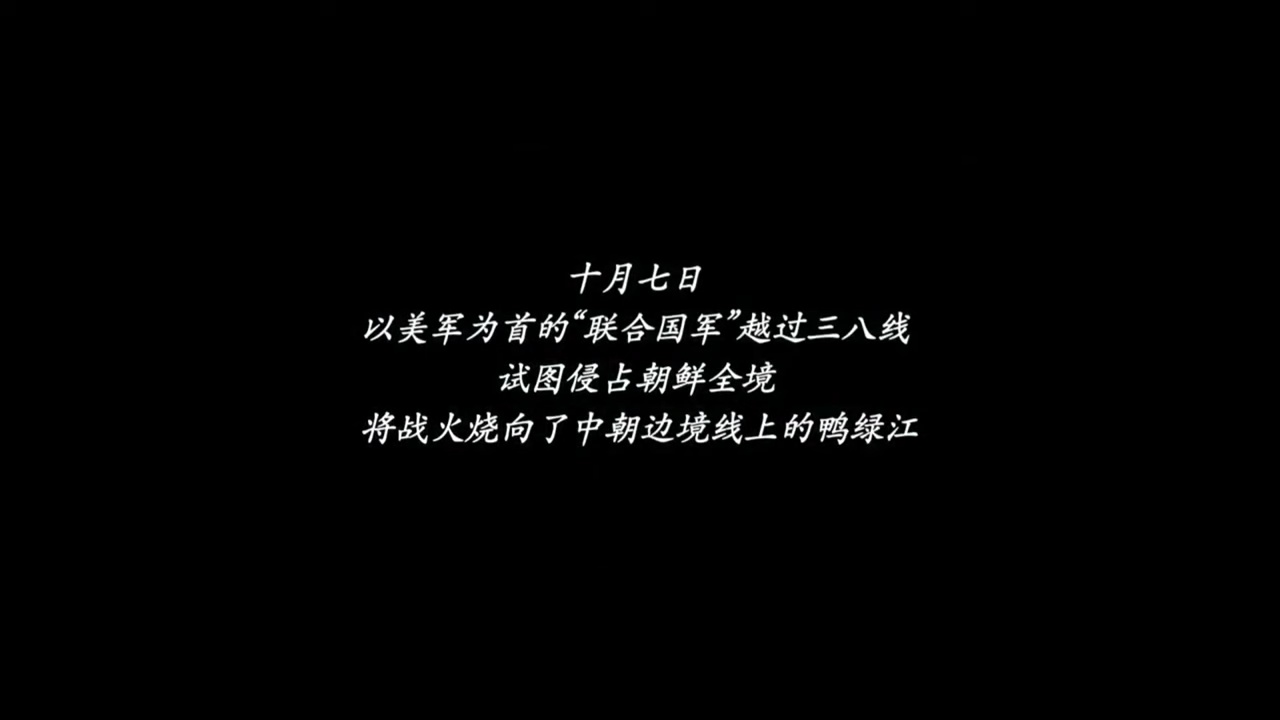 十月七日
以美军为首的“联合国军”越过三八线
试图侵占朝鲜全境
将战火烧向了中朝边境线上的鸭绿江